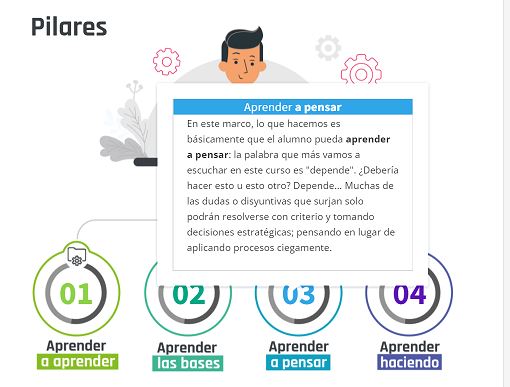 Pilares
Aprender a pensar
En este marco, lo que hacemos es
básicamente que el alumno pueda aprender
a pensar: la palabra que más vamos a
escuchar en este curso es "depende". ¿Debería
hacer esto u esto otro? Depende... Muchas de
las dudas o disyuntivas que surjan solo
podrán resolverse con criterio y tomando
decisiones estratégicas; pensando en lugar de
aplicando procesos ciegamente.
01 02 03 04
Aprender Aprender Aprender Aprender
a aprender las bases a pensar haciendo